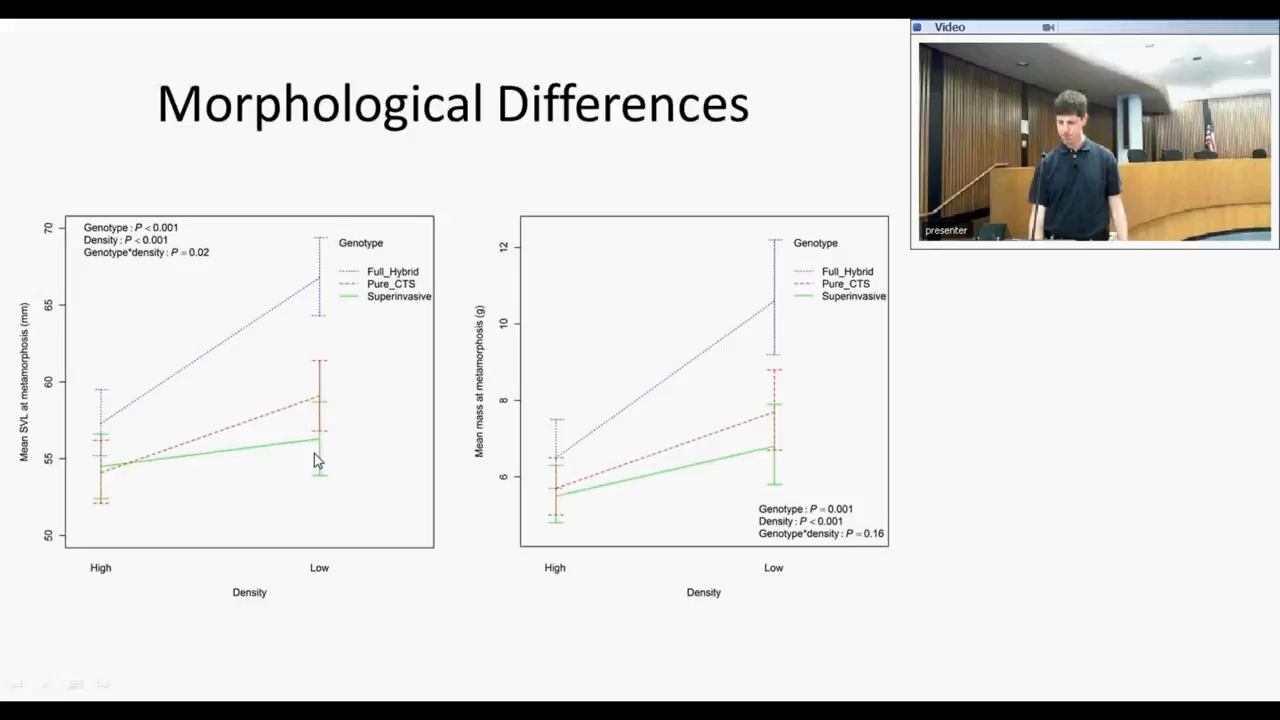 Morphological Differences
Video
presenter
Genotype : P < 0.001
Density : P < 0.001
Genotype*density : P = 0.02
Genotype
Full_Hybrid
Pure_CTS
Superinvasive
Mean SVL at metamorphosis (mm)
70
65
60
55
50
High
Low
Density
Genotype
Full_Hybrid
Pure_CTS
Superinvasive
Mean mass at metamorphosis (g)
12
10
8
6
Genotype : P = 0.001
Density : P < 0.001
Genotype*density : P = 0.16
High
Low
Density